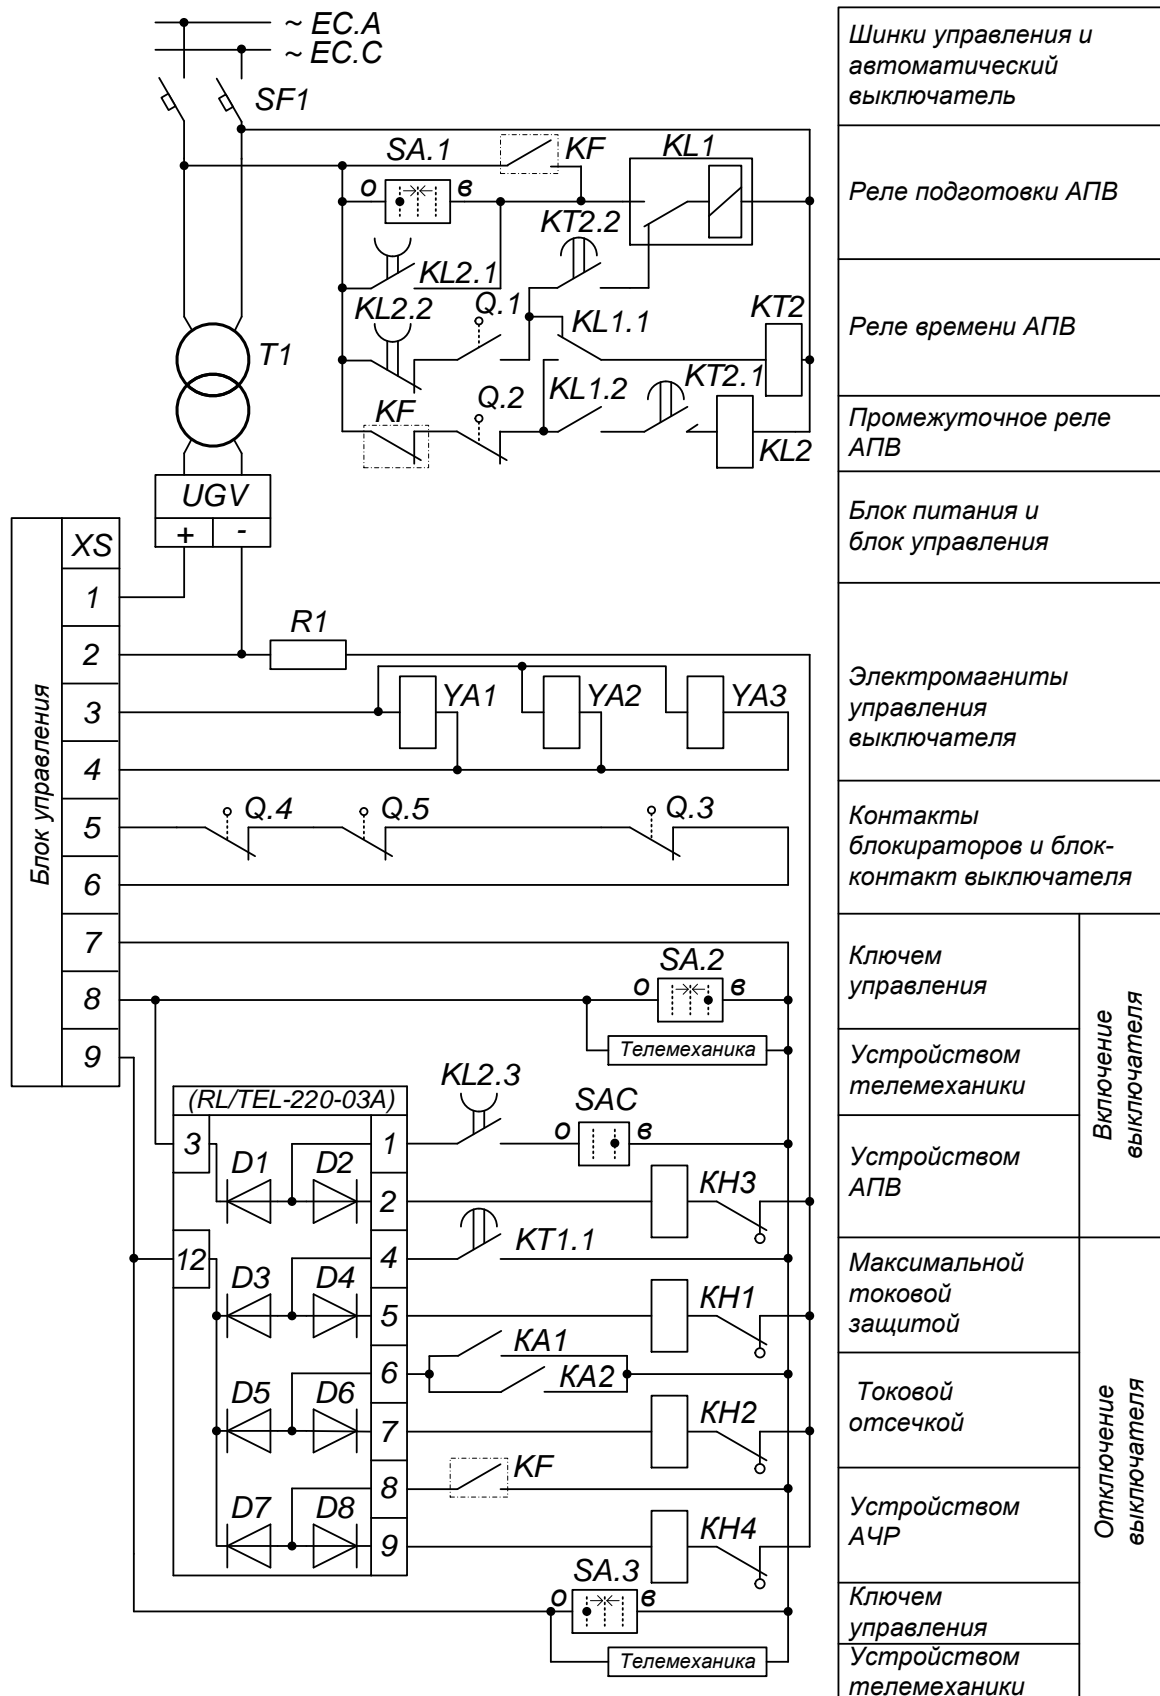 ~ EC.A
~ EC.C
SF1
SA.1
KF
KL1
о
в
KT2.2
KL2.1
KL2.2
Q.1
KL1.1
KT2
T1
KT2.1
KL1.2
KF
Q.2
KL2
UGV
+
-
Блок управления
XS
1
2
3
4
5
6
7
8
9
R1
YA1
YA2
YA3
Q.4
Q.5
Q.3
SA.2
о
в
Телемеханика
KL2.3
SAC
о
в
(RL/TEL-220-03A)
3
D1
D2
1
2
КН3
12
4
KT1.1
D3
D4
5
КН1
6
КА1
КА2
D5
D6
7
КН2
8
KF
D7
D8
9
КН4
SA.3
о
в
Телемеханика
Шинки управления и
автоматический
выключатель
Реле подготовки АПВ
Реле времени АПВ
Промежуточное реле
АПВ
Блок питания и
блок управления
Электромагниты
управления
выключателя
Контакты
блокираторов и блок-
контакт выключателя
Ключем
управления
Устройством
телемеханики
Устройством
АПВ
Включение
выключателя
Максимальной
токовой
защитой
Токовой
отсечкой
Устройством
АЧР
Ключем
управления
Устройством
телемеханики
Отключение
выключателя